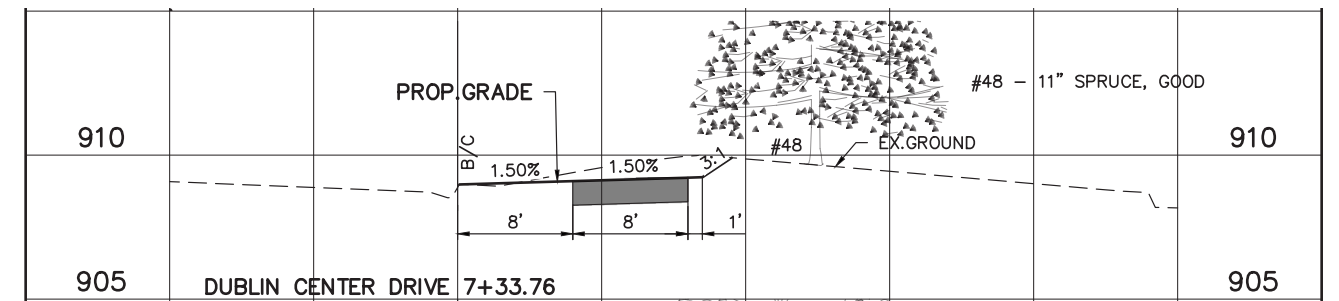 #48 - 11" SPRUCE, GOOD
PROP.GRADE
910
B/C
1.50%
1.50%
3:1
#48
EX.GROUND
910
8'
8'
1'
905
DUBLIN CENTER DRIVE 7+33.76
905